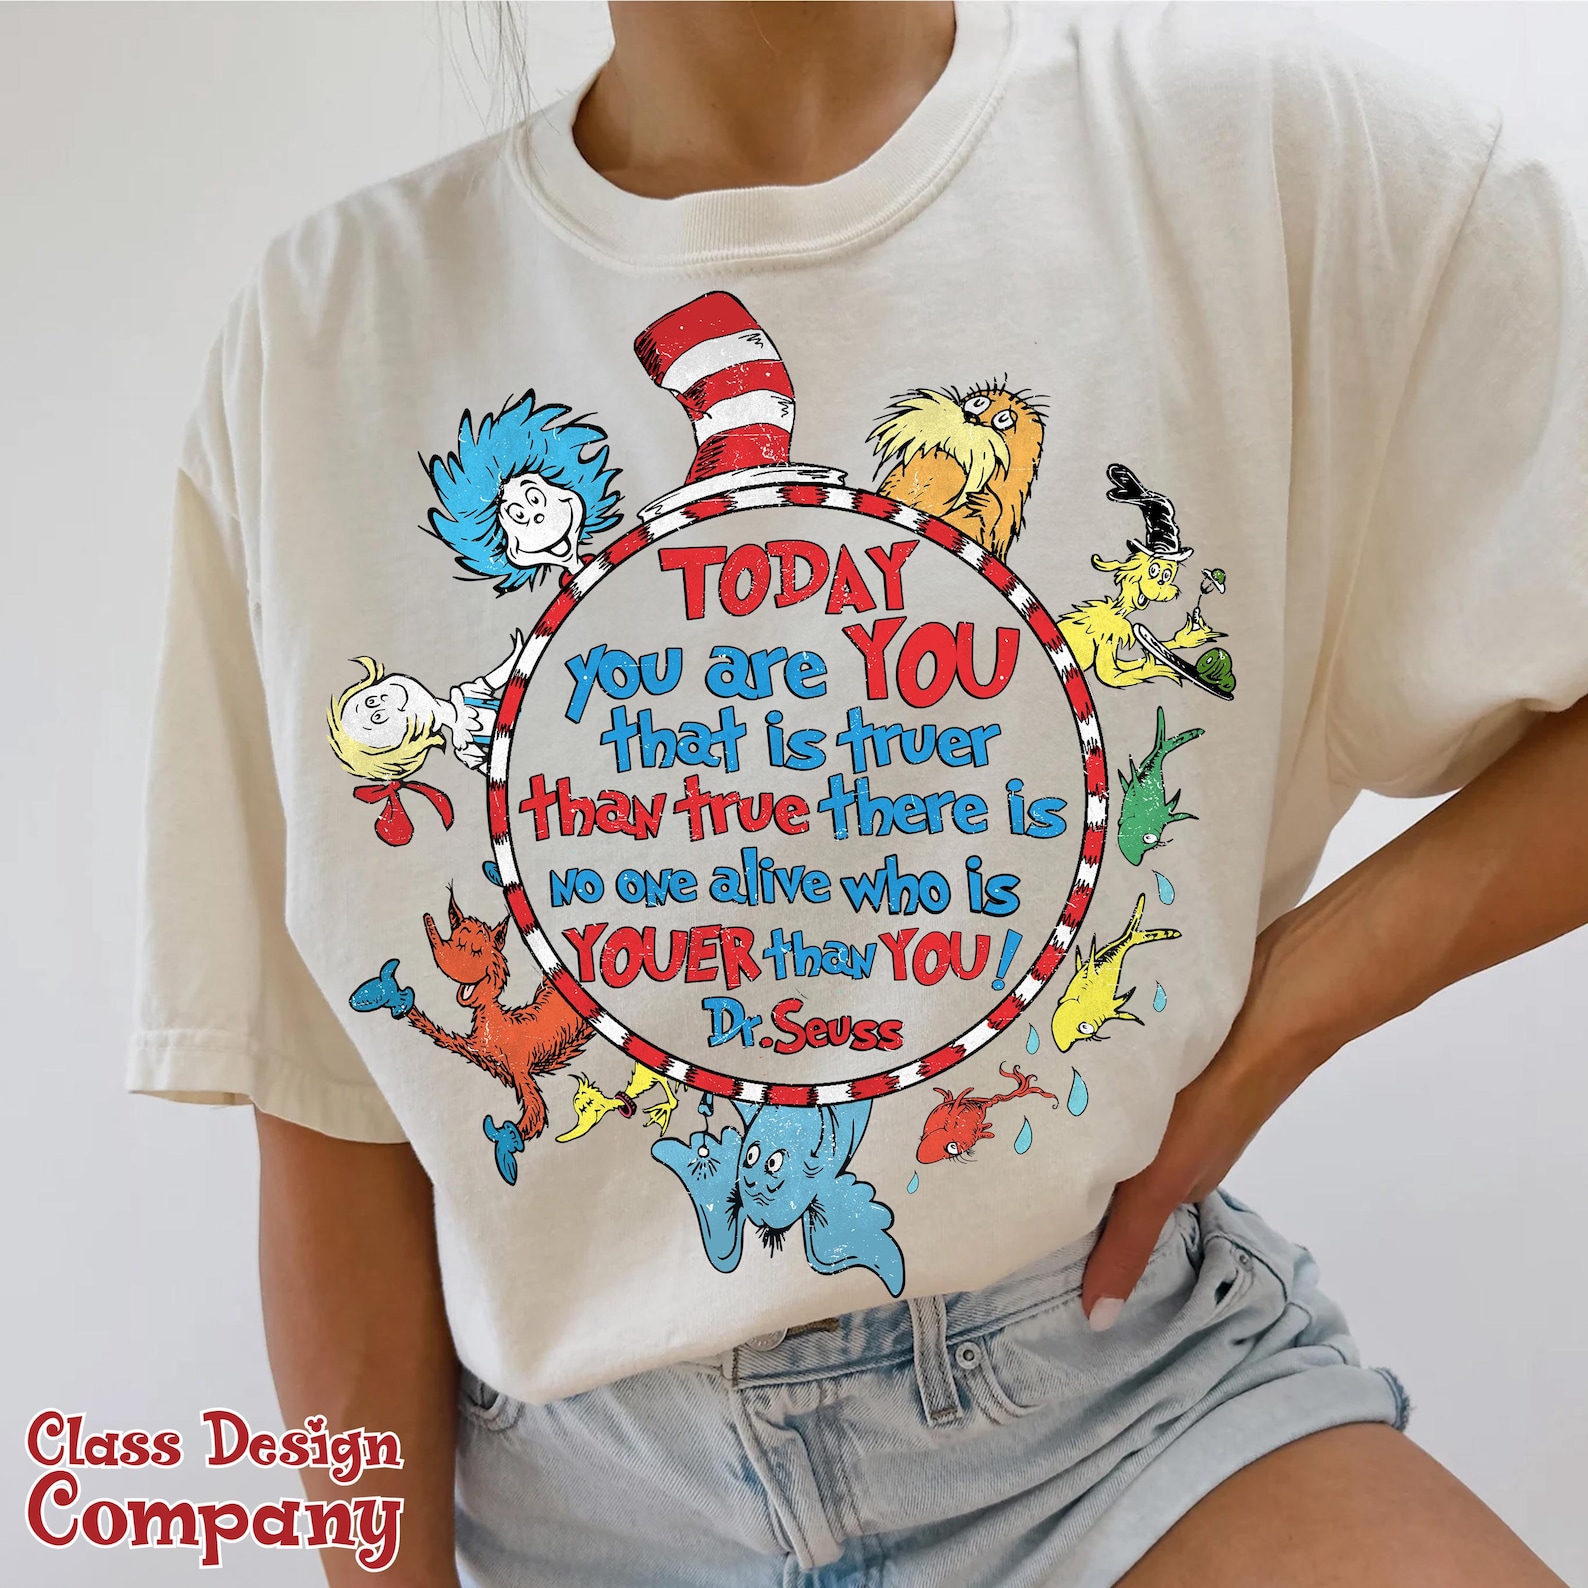 TODAY
you are YOU
that is truer
than true there is
no one alive who is
YOUER than YOU!
Dr. Seuss
Class Design
Company